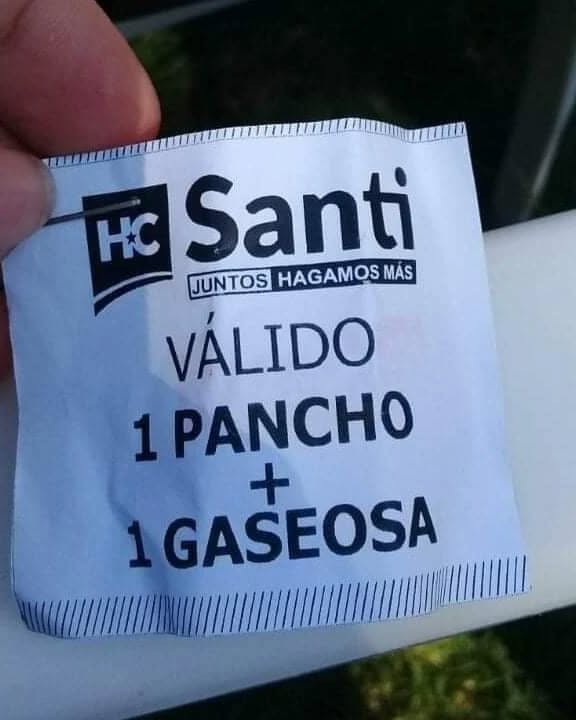 HC Santi
JUNTOS HAGAMOS MÁS
VÁLIDO
1 PANCHO
+
1 GASEOSA